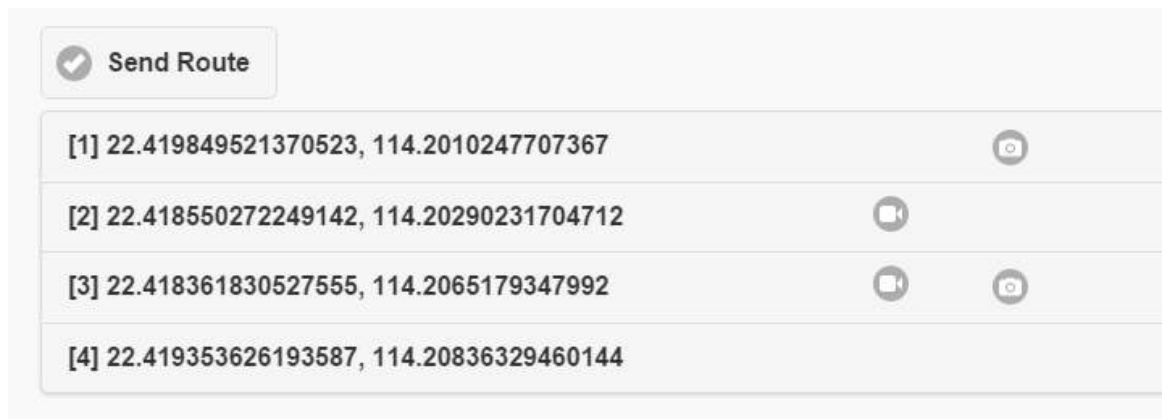 Send Route
[1] 22.419849521370523, 114.2010247707367
[2] 22.418550272249142, 114.20290231704712
[3] 22.418361830527555, 114.2065179347992
[4] 22.419353626193587, 114.20836329460144